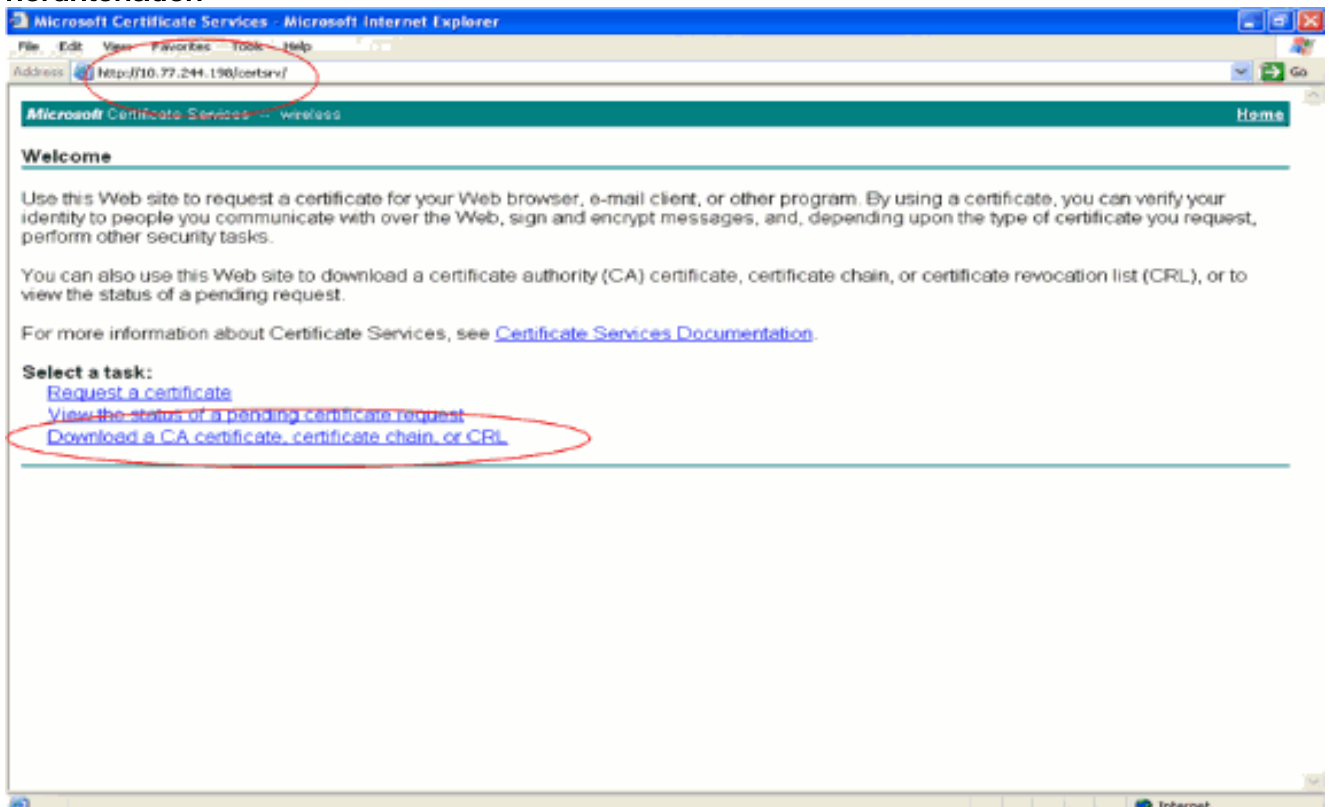 herunterladen
Microsoft Certificate Services - Microsoft Internet Explorer
File Edit View Favorites Tools Help
Address http://10.77.244.198/certsrv/ Go
Microsoft Certificate Services -- wireless Home
Welcome
Use this Web site to request a certificate for your Web browser, e-mail client, or other program. By using a certificate, you can verify your
identity to people you communicate with over the Web, sign and encrypt messages, and, depending upon the type of certificate you request,
perform other security tasks.
You can also use this Web site to download a certificate authority (CA) certificate, certificate chain, or certificate revocation list (CRL), or to
view the status of a pending request.
For more information about Certificate Services, see Certificate Services Documentation.
Select a task:
Request a certificate
View the status of a pending certificate request
Download a CA certificate, certificate chain, or CRL
Internet